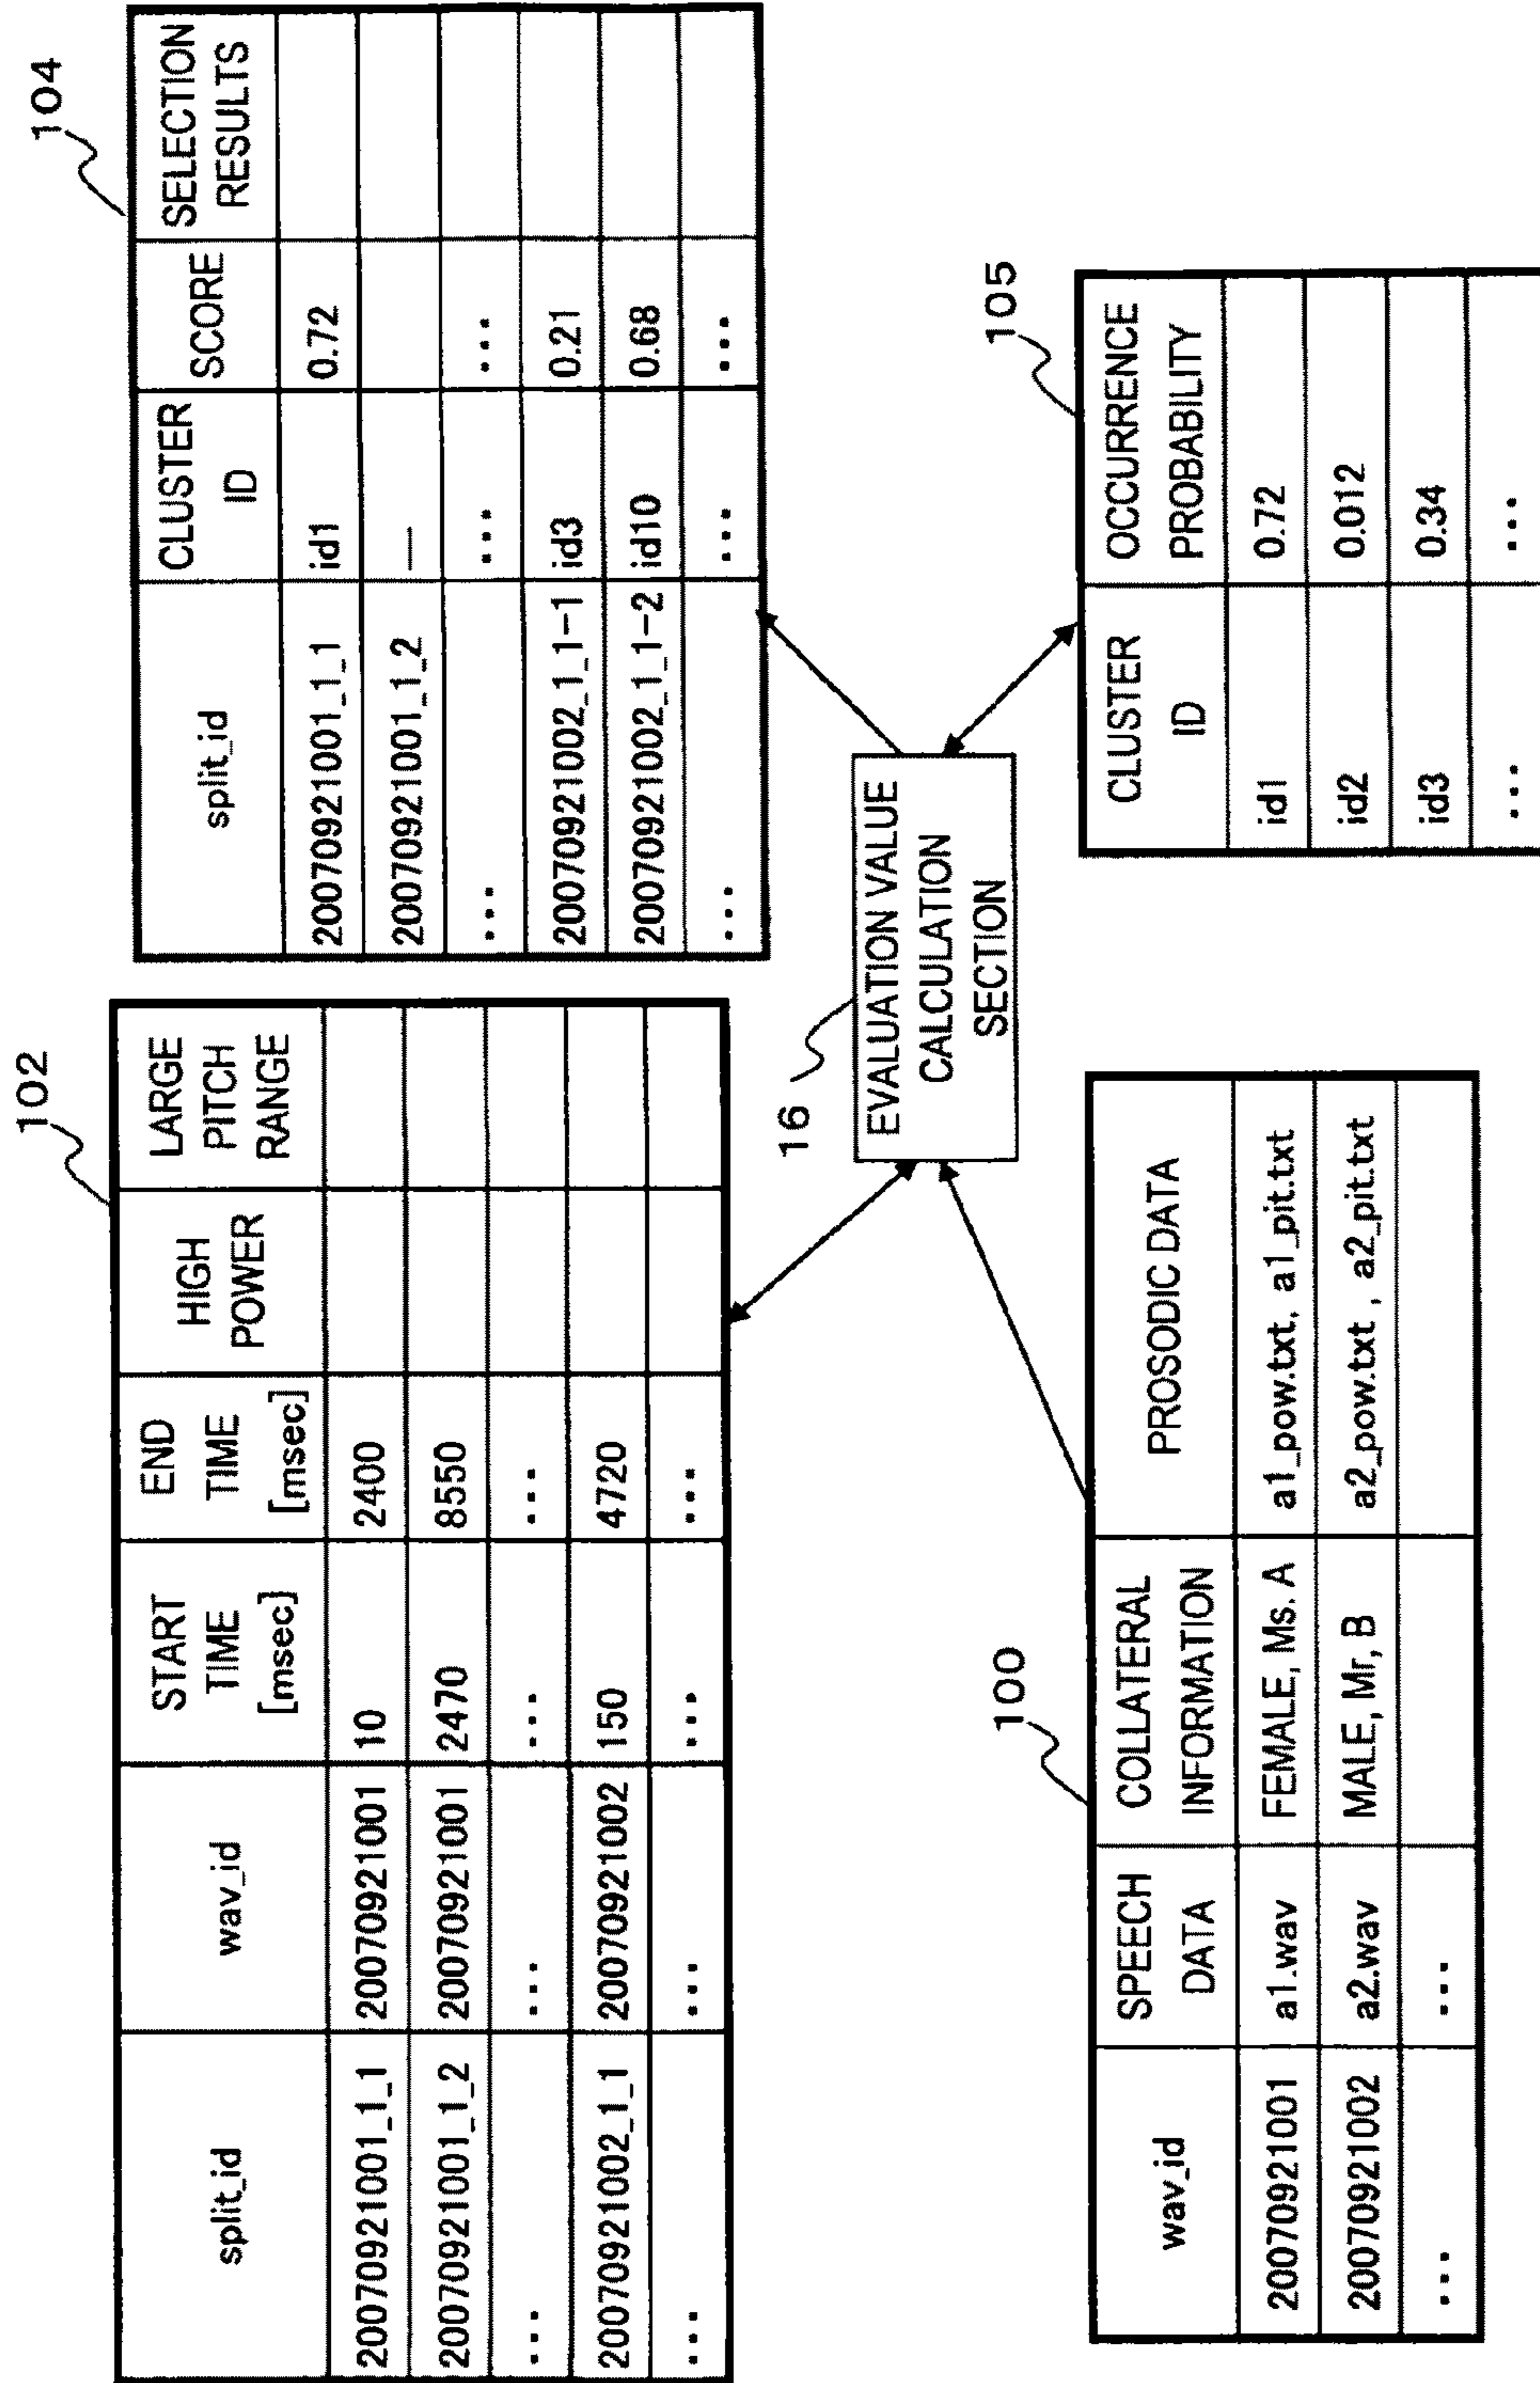 102
split_id wav_id START TIME [msec] END TIME [msec] HIGH POWER LARGE PITCH RANGE
20070921001_1_1 20070921001 10 2400
20070921001_1_2 20070921001 2470 8550
... ... ... ...
20070921002_1_1 20070921002 150 4720
... ... ... ...
104
split_id CLUSTER ID SCORE SELECTION RESULTS
20070921001_1_1 id1 0.72
20070921001_1_2 —
... ... ...
20070921002_1_1-1 id3 0.21
20070921002_1_1-2 id10 0.68
... ... ...
16
EVALUATION VALUE
CALCULATION
SECTION
100
wav_id SPEECH DATA COLLATERAL INFORMATION PROSODIC DATA
20070921001 a1.wav FEMALE, Ms. A a1_pow.txt, a1_pit.txt
20070921002 a2.wav MALE, Mr, B a2_pow.txt , a2_pit.txt
... ...
105
CLUSTER ID OCCURRENCE PROBABILITY
id1 0.72
id2 0.012
id3 0.34
... ...